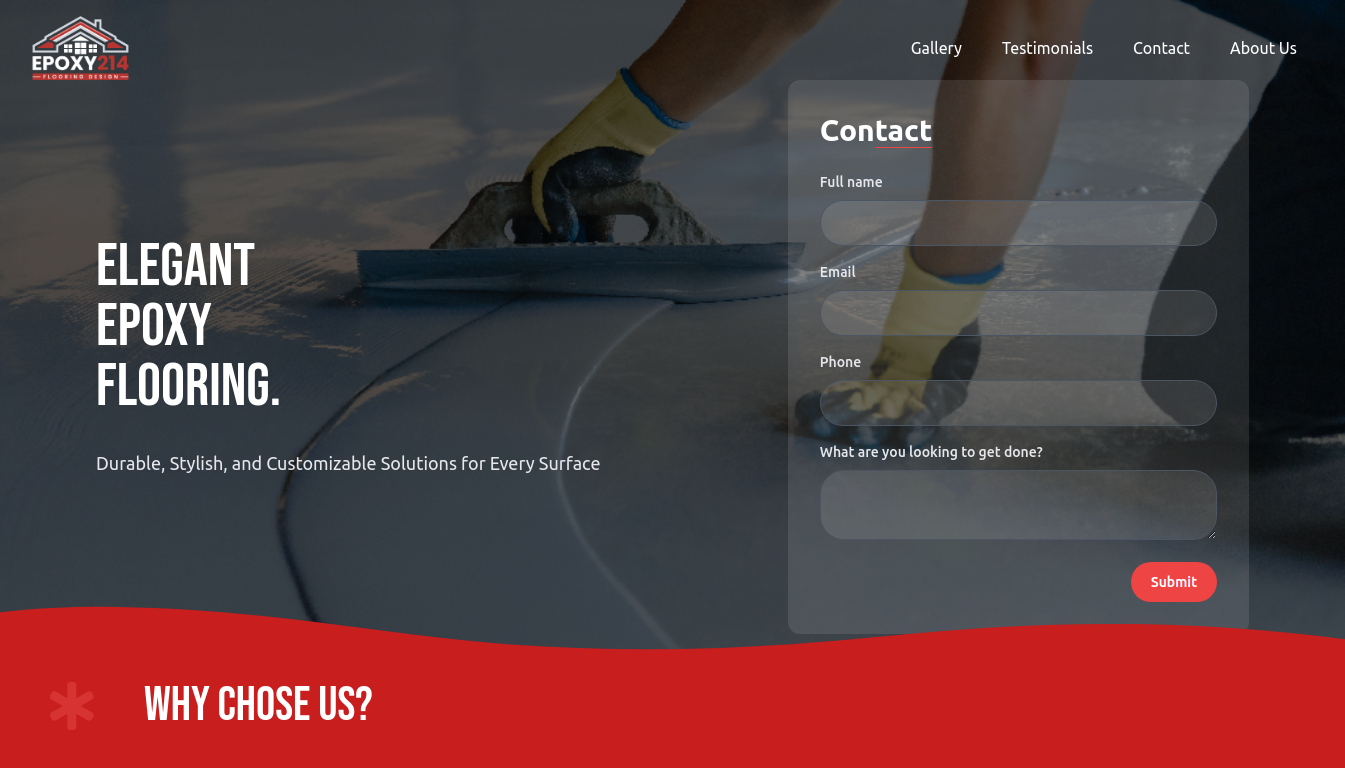 EPOXY214
FLOORING DESIGN
Gallery
Testimonials
Contact
About Us
ELEGANT
EPOXY
FLOORING.
Durable, Stylish, and Customizable Solutions for Every Surface
Contact
Full name
Email
Phone
What are you looking to get done?
Submit
WHY CHOSE US?